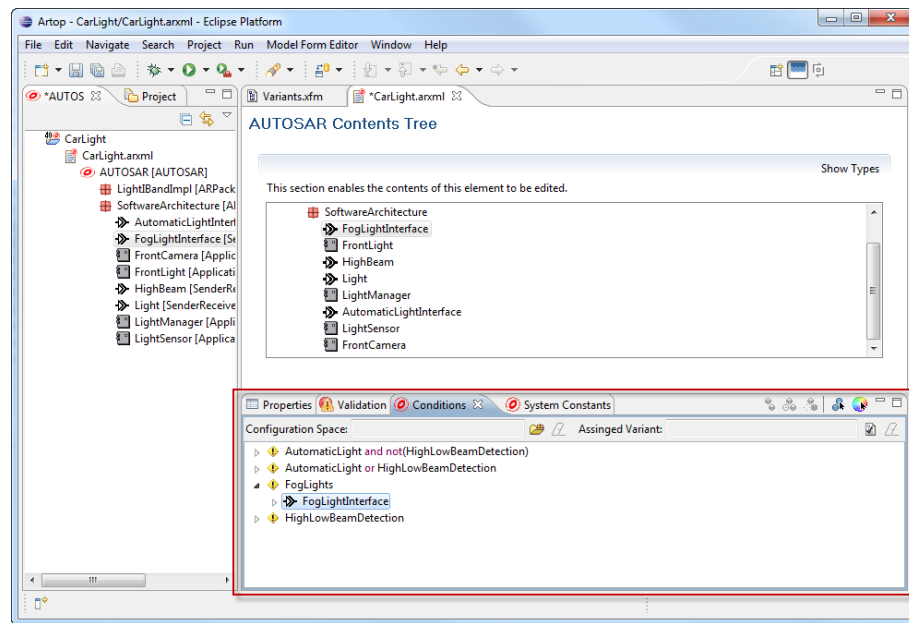 Artop - CarLight/CarLight.arxml - Eclipse Platform
File Edit Navigate Search Project Run Model Form Editor Window Help
*AUTOS
Project
Variants.xfm
*CarLight.arxml
CarLight
CarLight.arxml
AUTOSAR [AUTOSAR]
LightIBandImpl [ARPack
SoftwareArchitecture [Al
AutomaticLightInterf
FogLightInterface [Se
FrontCamera [Applic
FrontLight [Applicati
HighBeam [SenderRe
Light [SenderReceive
LightManager [Appli
LightSensor [Applica
AUTOSAR Contents Tree
Show Types
This section enables the contents of this element to be edited.
SoftwareArchitecture
FogLightInterface
FrontLight
HighBeam
Light
LightManager
AutomaticLightInterface
LightSensor
FrontCamera
Properties Validation Conditions System Constants
Configuration Space: Assinged Variant:
AutomaticLight and not(HighLowBeamDetection)
AutomaticLight or HighLowBeamDetection
FogLights
FogLightInterface
HighLowBeamDetection